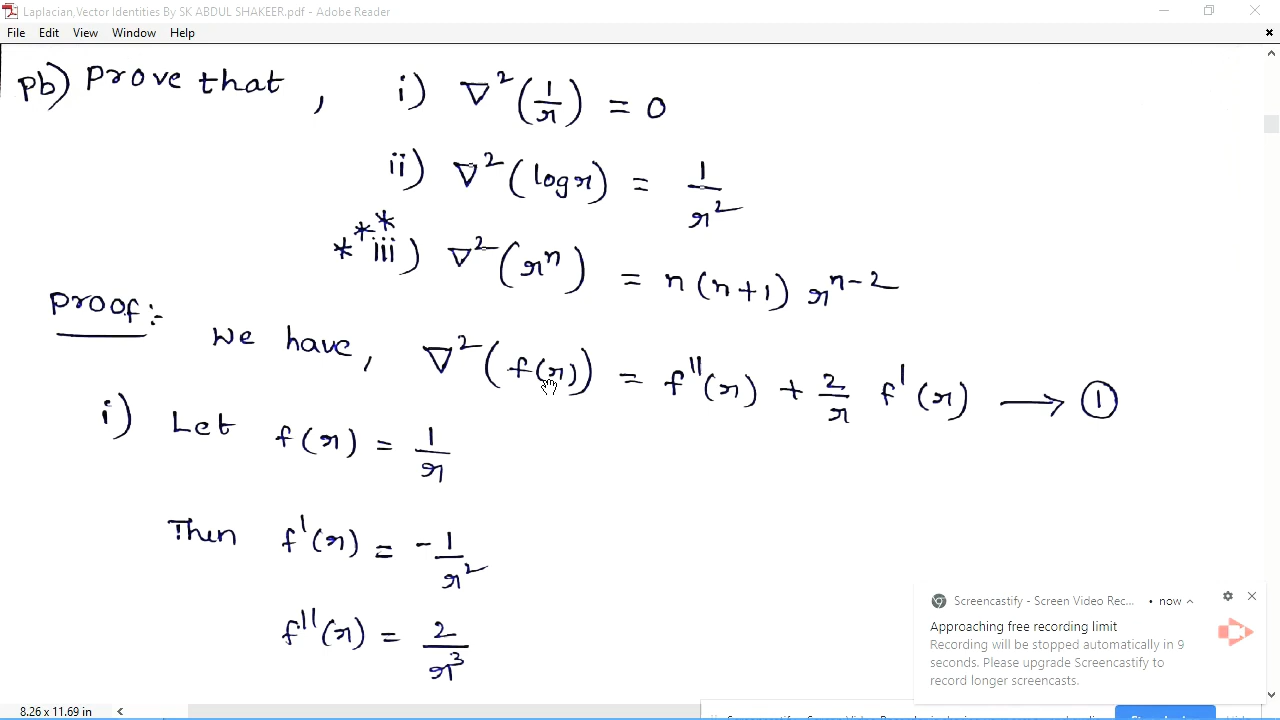 Laplacian,Vector Identities By SK ABDUL SHAKEER.pdf - Adobe Reader
File Edit View Window Help
Pb) Prove that , i) ∇²(1/r) = 0
ii) ∇²(log r) = 1/r²
***iii) ∇²(rⁿ) = n(n+1) rⁿ⁻²
Proof:-
We have, ∇²(f(r)) = f''(r) + 2/r f'(r) → ①
i) Let f(r) = 1/r
Then f'(r) = -1/r²
f''(r) = 2/r³
Screencastify - Screen Video Rec... • now
Approaching free recording limit
Recording will be stopped automatically in 9
seconds. Please upgrade Screencastify to
record longer screencasts.
8.26 x 11.69 in